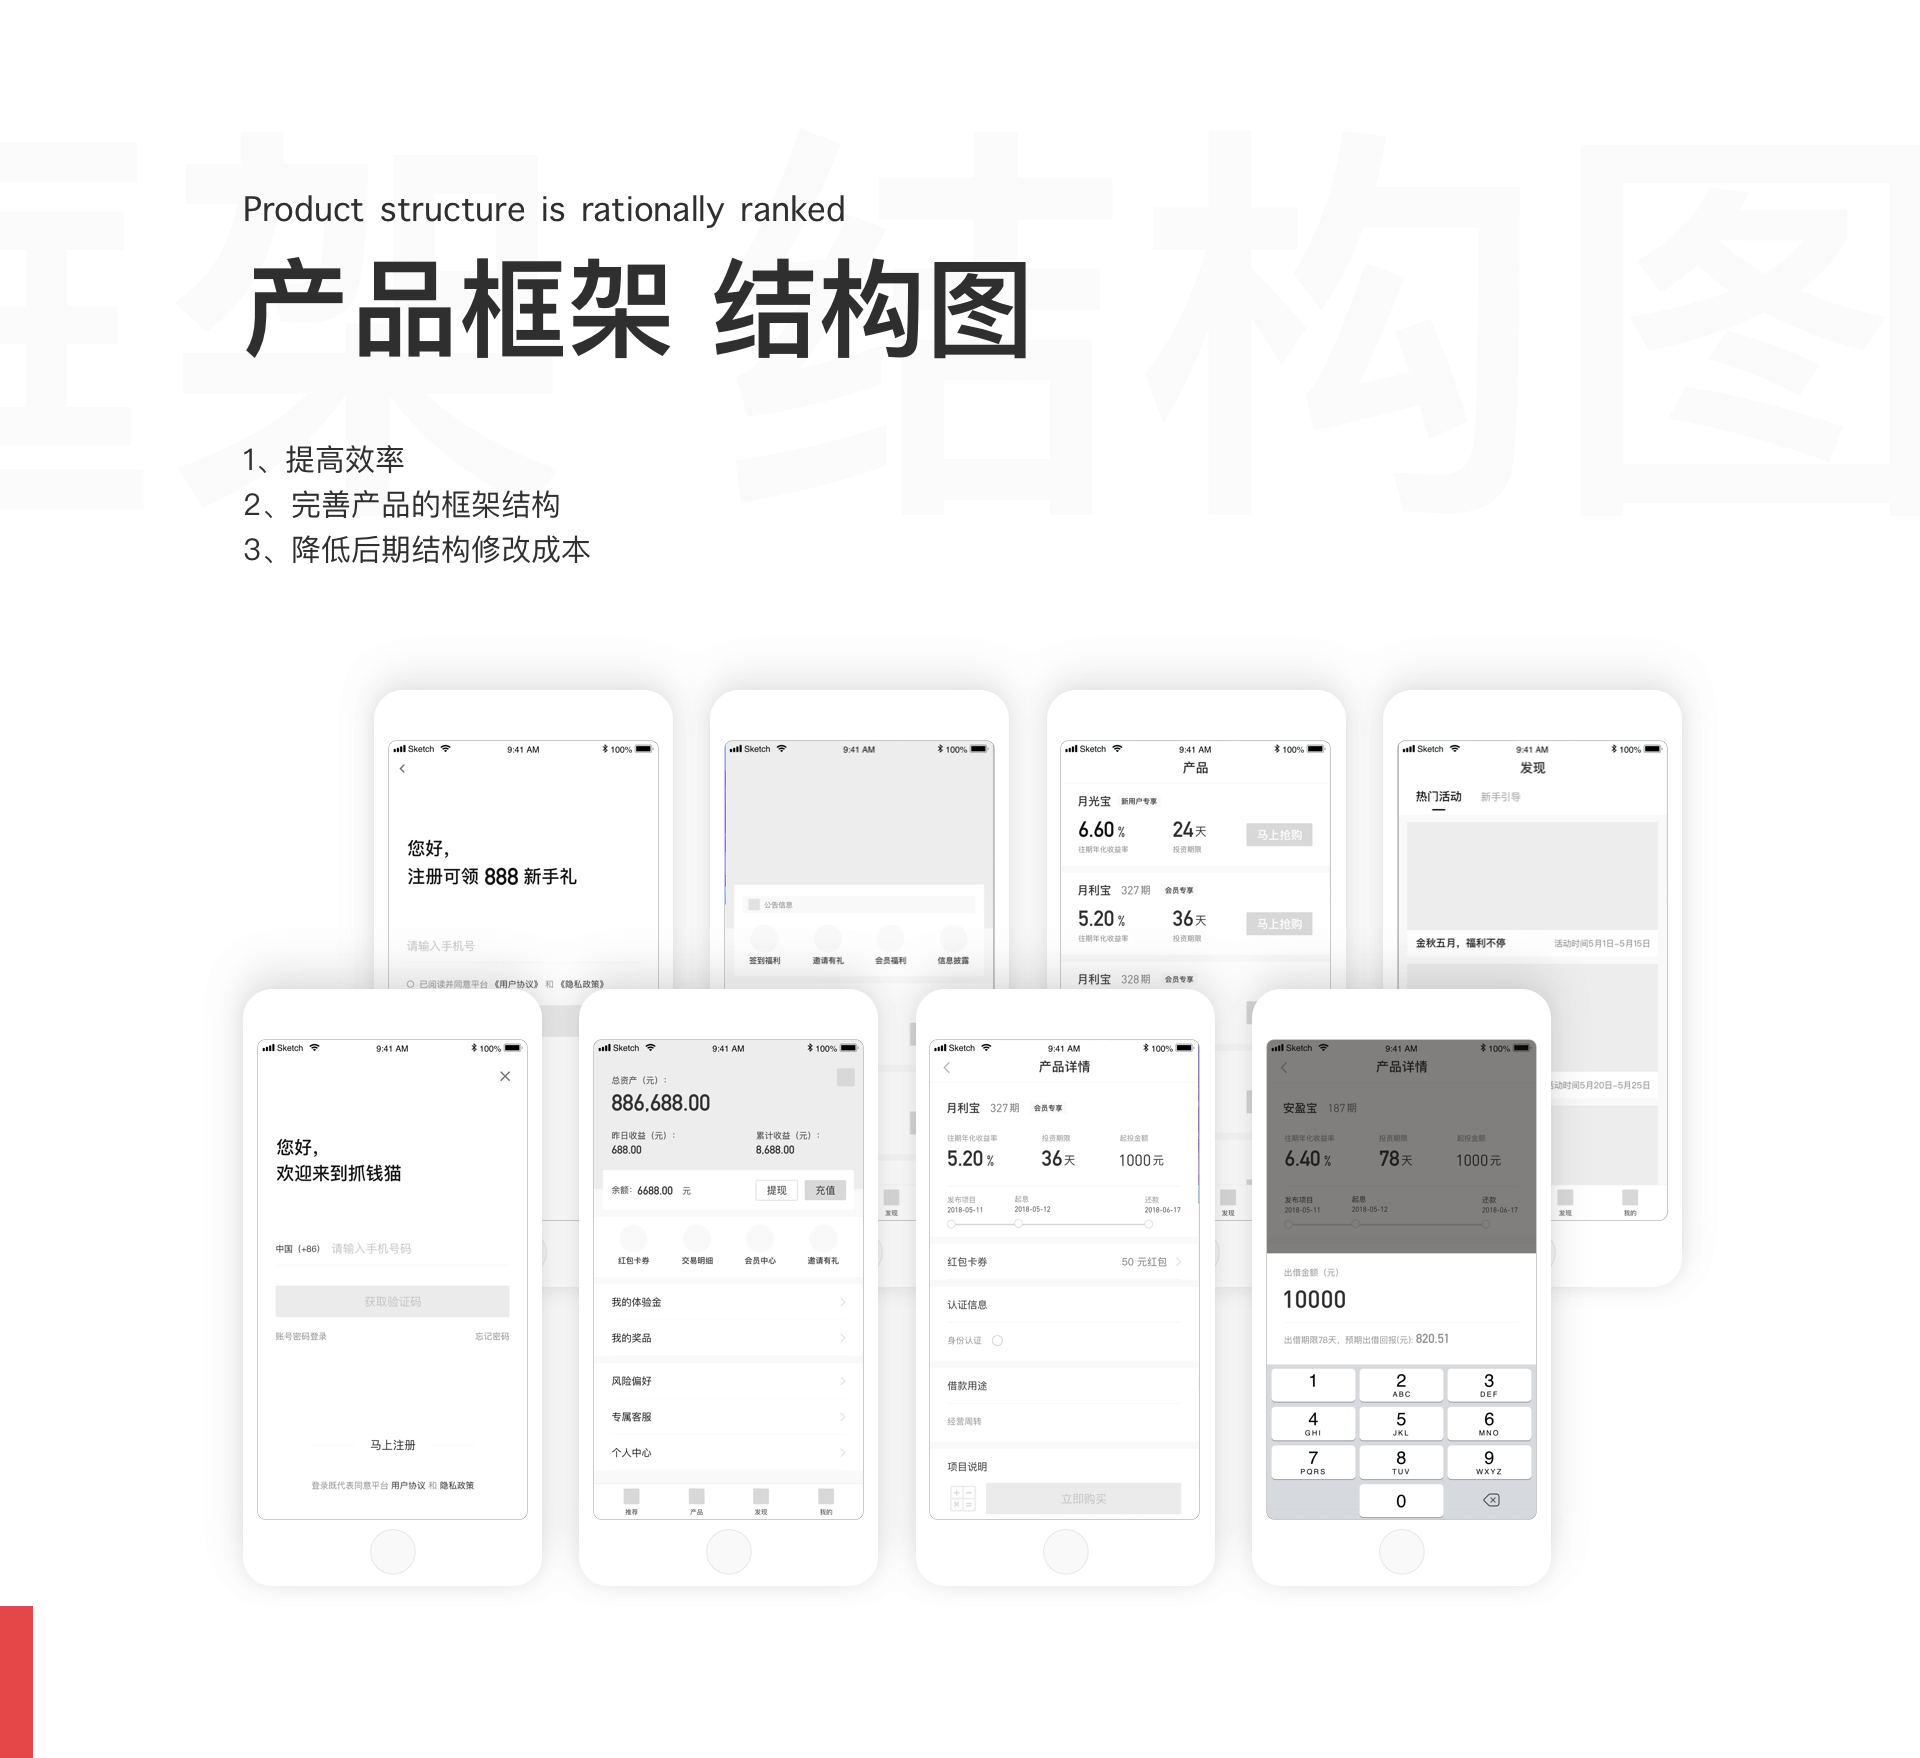 框架 结构图
Product structure is rationally ranked
产品框架 结构图
1、提高效率
2、完善产品的框架结构
3、降低后期结构修改成本
Sketch 9:41 AM 100%
您好，
注册可领 888 新手礼
请输入手机号
已阅读并同意平台《用户协议》 和 《隐私政策》
Sketch 9:41 AM 100%
公告信息
签到福利 邀请有礼 会员福利 信息披露
发现
Sketch 9:41 AM 100%
产品
月光宝 新用户专享
6.60 % 24天 马上抢购
往期年化收益率 投资期限
月利宝 327期 会员专享
5.20 % 36天 马上抢购
往期年化收益率 投资期限
月利宝 328期 会员专享
发现
Sketch 9:41 AM 100%
发现
热门活动 新手引导
金秋五月，福利不停 活动时间5月1日-5月15日
活动时间5月20日-5月25日
发现 我的
Sketch 9:41 AM 100%
您好，
欢迎来到抓钱猫
中国（+86） 请输入手机号码
获取验证码
账号密码登录 忘记密码
马上注册
登录既代表同意平台 用户协议 和 隐私政策
Sketch 9:41 AM 100%
总资产（元）：
886,688.00
昨日收益（元）： 累计收益（元）：
688.00 8,688.00
余额： 6688.00 元 提现 充值
红包卡券 交易明细 会员中心 邀请有礼
我的体验金
我的奖品
风险偏好
专属客服
个人中心
推荐 产品 发现 我的
Sketch 9:41 AM 100%
产品详情
月利宝 327期 会员专享
往期年化收益率 投资期限 起投金额
5.20 % 36天 1000元
发布项目 起息 还款
2018-05-11 2018-05-12 2018-06-17
红包卡券 50 元红包
认证信息
身份认证
借款用途
经营周转
项目说明
立即购买
Sketch 9:41 AM 100%
产品详情
安盈宝 187期
往期年化收益率 投资期限 起投金额
6.40 % 78天 1000元
发布项目 起息 还款
2018-05-11 2018-05-12 2018-06-17
出借金额（元）
10000
出借期限78天，预期出借回报(元): 820.51
1 2 3
ABC DEF
4 5 6
GHI JKL MNO
7 8 9
PQRS TUV WXYZ
0